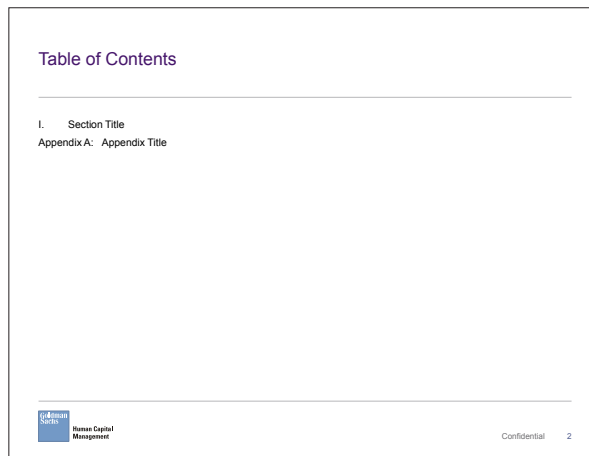 Table of Contents
I. Section Title
Appendix A: Appendix Title
Goldman
Sachs
Human Capital
Management
Confidential 2